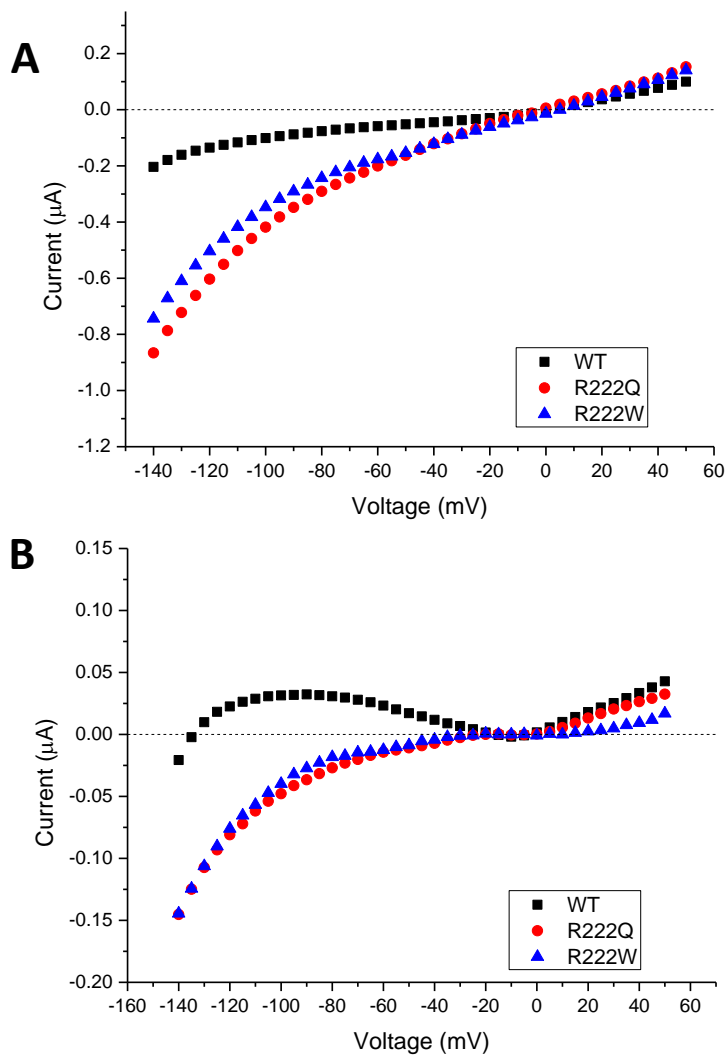 A
0.2
0.0
-0.2
-0.4
-0.6
-0.8
-1.0
-1.2
Current (μA)
WT
R222Q
R222W
-140 -120 -100 -80 -60 -40 -20 0 20 40 60
Voltage (mV)
B
0.15
0.10
0.05
0.00
-0.05
-0.10
-0.15
-0.20
Current (μA)
WT
R222Q
R222W
-160 -140 -120 -100 -80 -60 -40 -20 0 20 40 60
Voltage (mV)